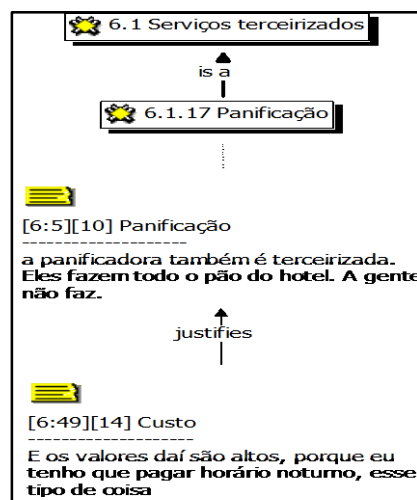 6.1 Serviços terceirizados
is a
6.1.17 Panificação
[6:5][10] Panificação
--------------------
a panificadora também é terceirizada.
Eles fazem todo o pão do hotel. A gente
não faz.
justifies
[6:49][14] Custo
--------------------
E os valores daí são altos, porque eu
tenho que pagar horário noturno, esse
tipo de coisa